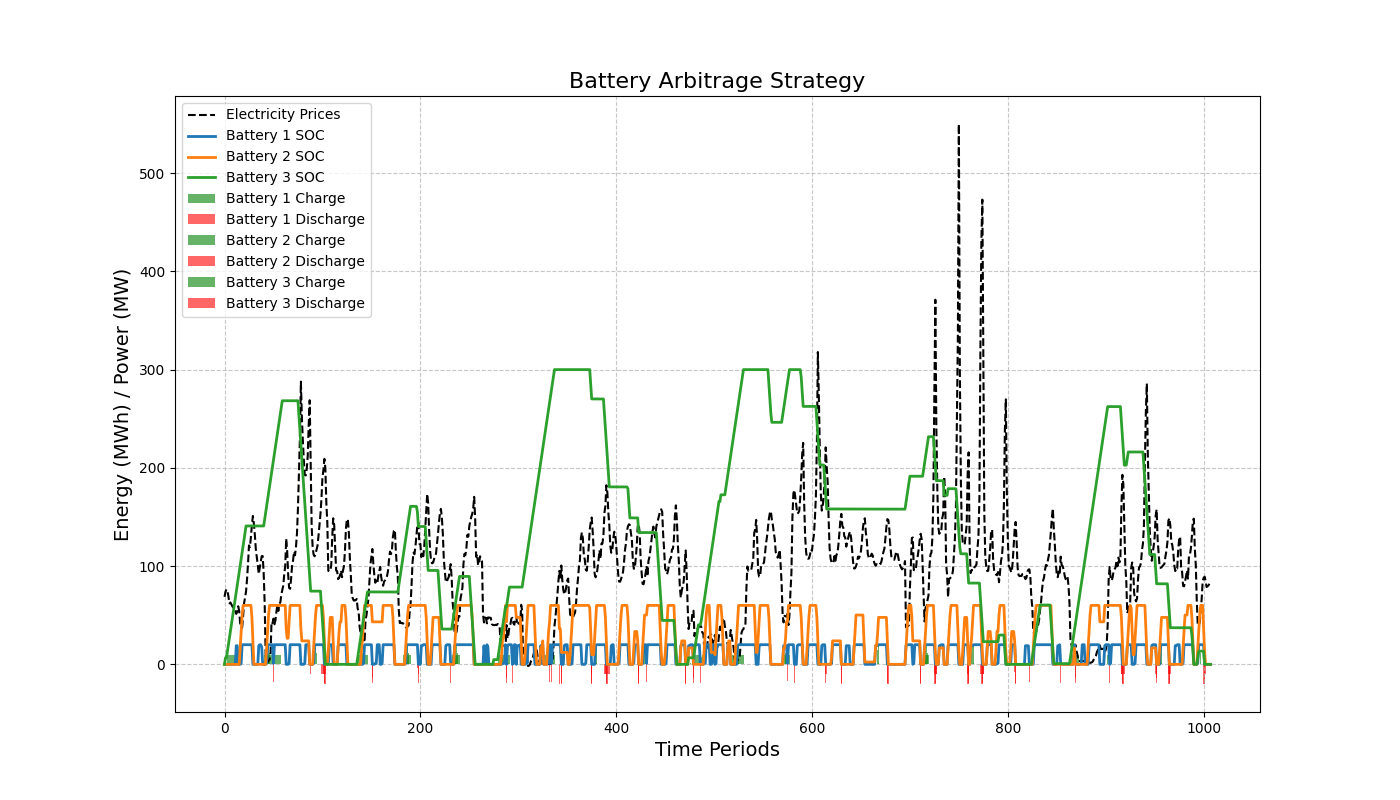 Battery Arbitrage Strategy
Energy (MWh) / Power (MW)
500
400
300
200
100
0
Electricity Prices
Battery 1 SOC
Battery 2 SOC
Battery 3 SOC
Battery 1 Charge
Battery 1 Discharge
Battery 2 Charge
Battery 2 Discharge
Battery 3 Charge
Battery 3 Discharge
0 200 400 600 800 1000
Time Periods